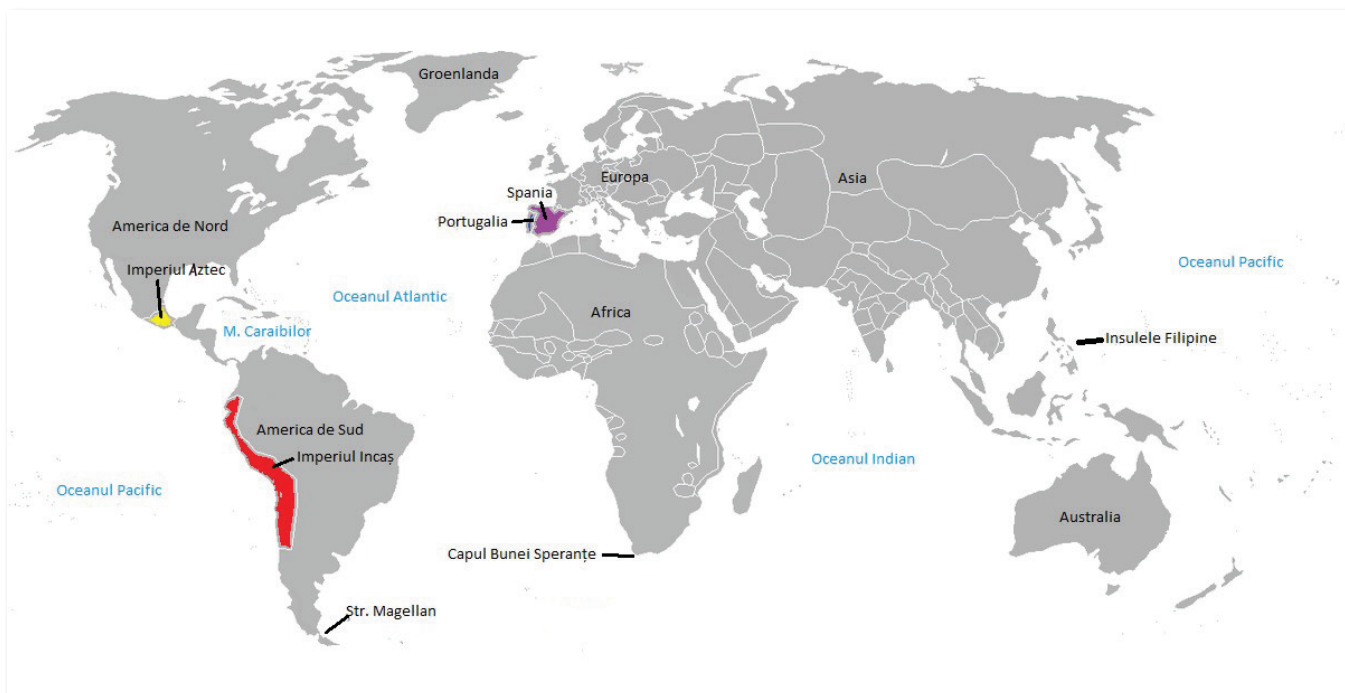 Groenlanda
Europa
Asia
Spania
Portugalia
America de Nord
Oceanul Pacific
Imperiul Aztec
Oceanul Atlantic
Africa
M. Caraibilor
Insulele Filipine
America de Sud
Imperiul Incaș
Oceanul Indian
Oceanul Pacific
Australia
Capul Bunei Speranțe
Str. Magellan